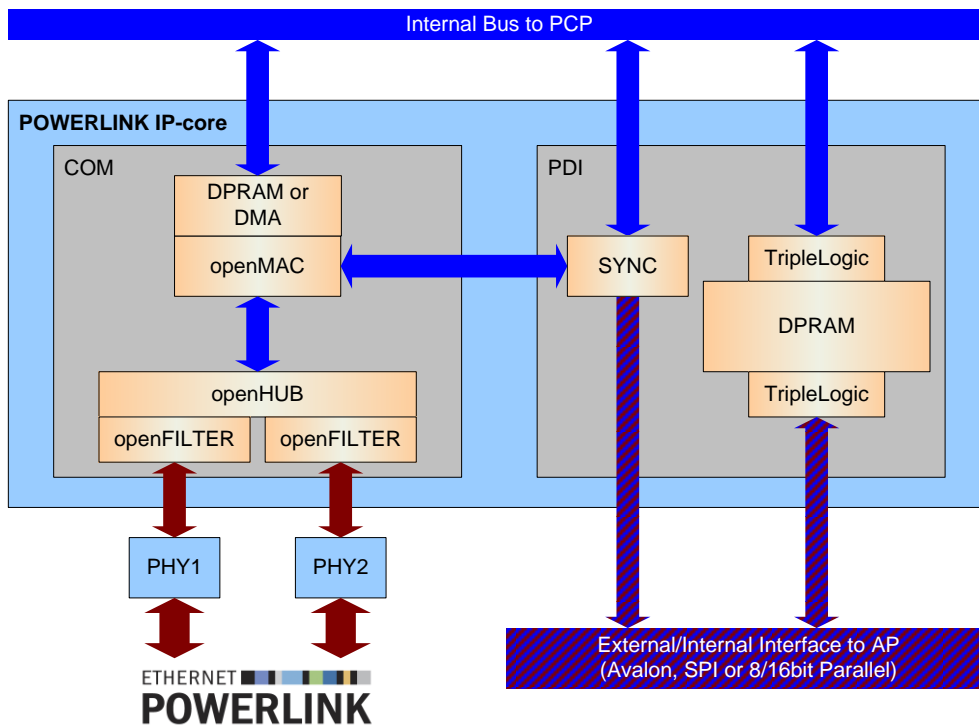 Internal Bus to PCP
POWERLINK IP-core
COM
DPRAM or
DMA
openMAC
openHUB
openFILTER
openFILTER
PDI
SYNC
TripleLogic
DPRAM
TripleLogic
PHY1
PHY2
External/Internal Interface to AP
(Avalon, SPI or 8/16bit Parallel)
ETHERNET
POWERLINK